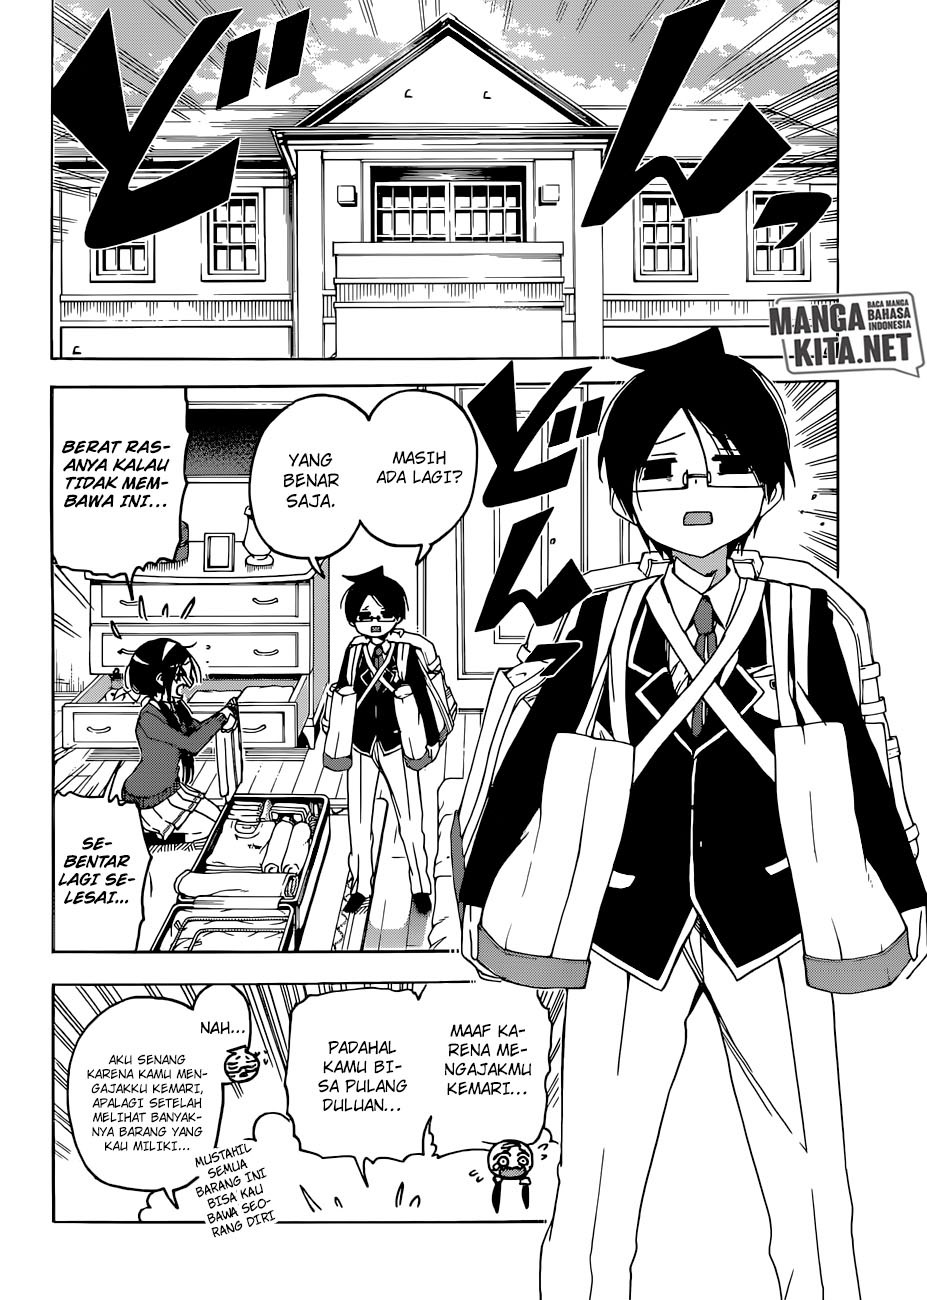 どんっ
MANGA
KITA.NET
BACA MANGA
BAHASA
INDONESIA
どん
MASIH
ADA LAGI?
YANG
BENAR
SAJA.
BERAT RAS-
ANYA KALAU
TIDAK MEM-
BAWA INI...
SE-
BENTAR
LAGI SE-
LESAI...
MAAF KA-
RENA ME-
NGAJAKMU
KEMARI...
PADAHAL
KAMU BI-
SA PULANG
DULUAN...
NAH...
AKU SENANG
KARENA KAMU MEN-
GAJAKKU KEMARI,
APALAGI SETELAH
MELIHAT BANYAK-
NYA BARANG YANG
KAU MILIKI...
MUSTAHIL
SEMUA
BARANG INI
BISA KAU
BAWA SEO-
RANG DIRI